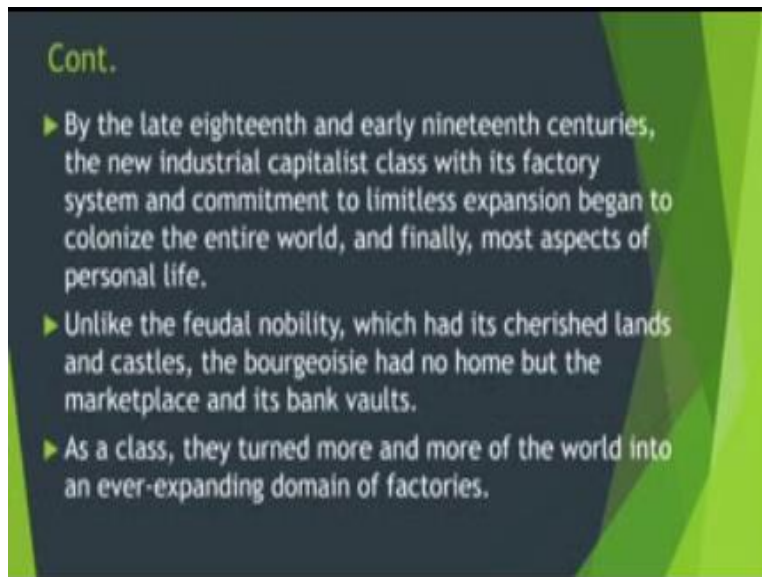 Cont.
By the late eighteenth and early nineteenth centuries,
the new industrial capitalist class with its factory
system and commitment to limitless expansion began to
colonize the entire world, and finally, most aspects of
personal life.
Unlike the feudal nobility, which had its cherished lands
and castles, the bourgeoisie had no home but the
marketplace and its bank vaults.
As a class, they turned more and more of the world into
an ever-expanding domain of factories.